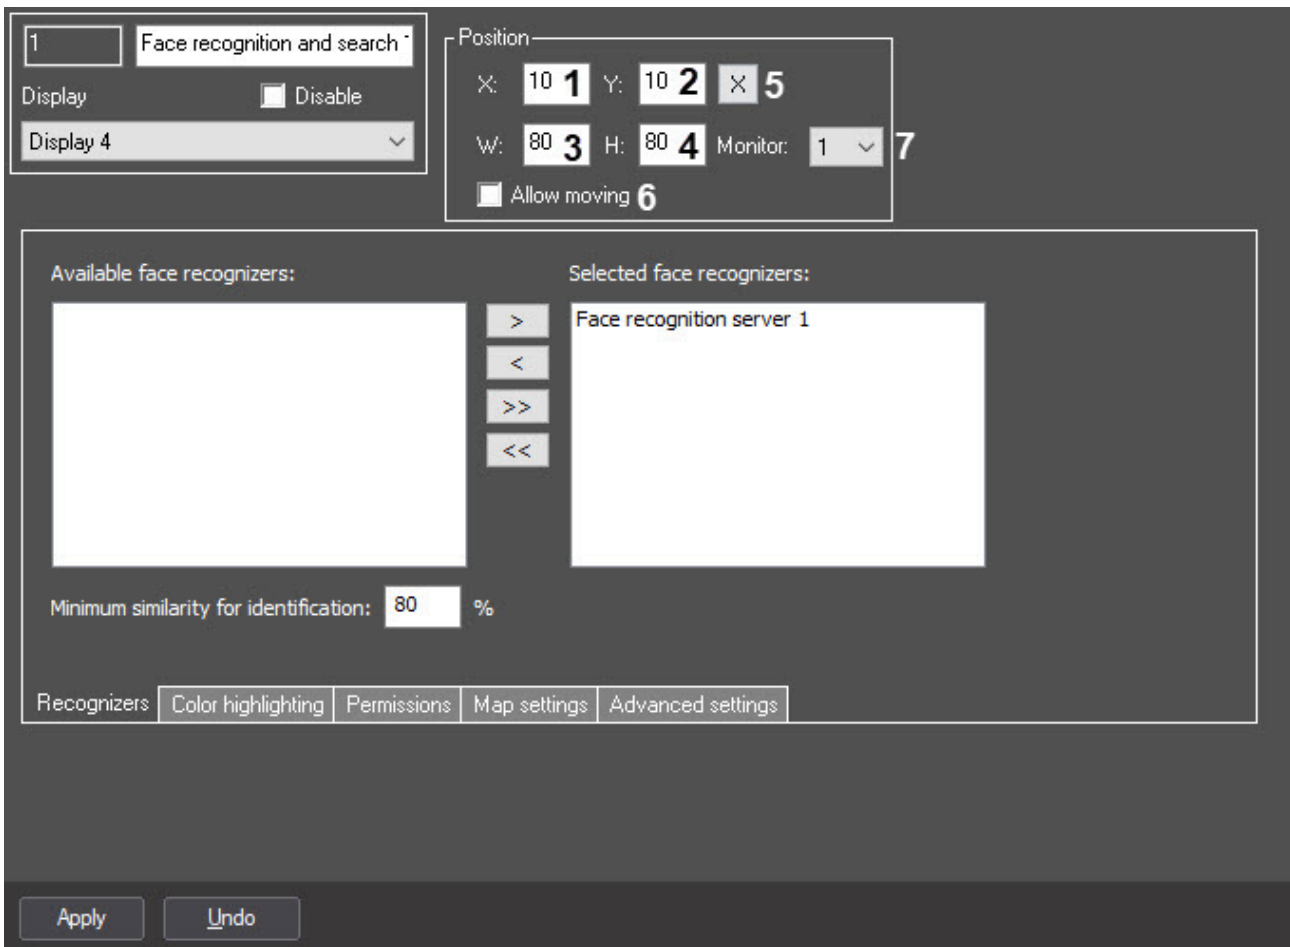 1 Face recognition and search
Display Disable
Display 4
Position
X: 10 1 Y: 10 2 X 5
W: 80 3 H: 80 4 Monitor: 1 7
Allow moving 6
Available face recognizers:
Selected face recognizers:
Face recognition server 1
>
<
>>
<<
Minimum similarity for identification: 80 %
Recognizers Color highlighting Permissions Map settings Advanced settings
Apply Undo